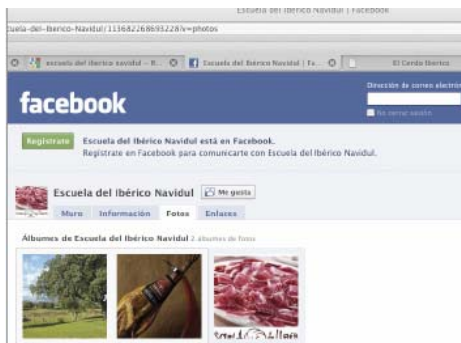 Escuela del Ibérico Navidul | Facebook
cuela-del-Iberico-Navidul/113682268693228?v=photos
escuela del iberico navidul – B...
Escuela del Ibérico Navidul | Fa...
El Cerdo Ibérico
facebook
Dirección de correo electrón
No cerrar sesión
Regístrate
Escuela del Ibérico Navidul está en Facebook.
Regístrate en Facebook para comunicarte con Escuela del Ibérico Navidul.
Escuela del Ibérico Navidul
Me gusta
Muro Información Fotos Enlaces
Álbumes de Escuela del Ibérico Navidul 2 álbumes de fotos